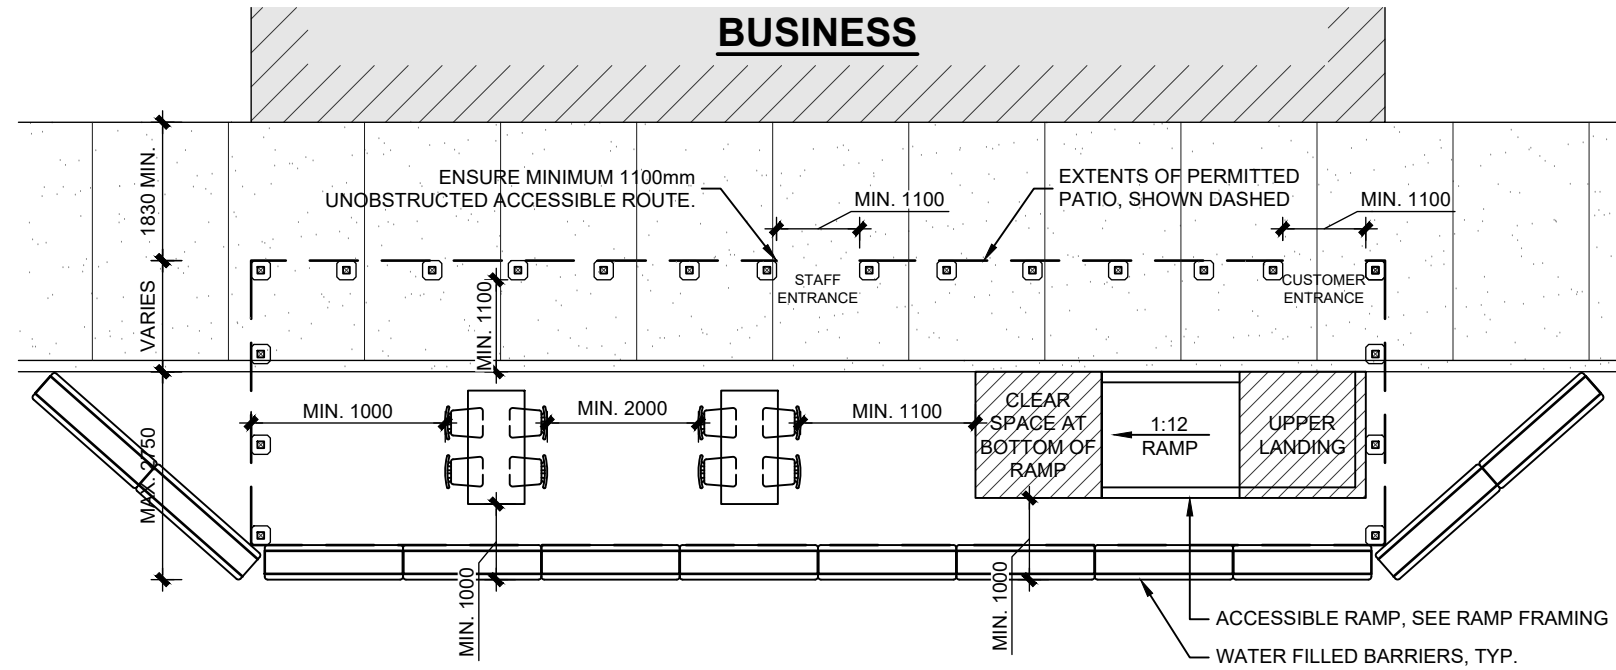 BUSINESS
1830 MIN.
ENSURE MINIMUM 1100mm
UNOBSTRUCTED ACCESSIBLE ROUTE.
MIN. 1100
EXTENTS OF PERMITTED
PATIO, SHOWN DASHED
MIN. 1100
VARIES
MIN. 1100
STAFF
ENTRANCE
CUSTOMER
ENTRANCE
MAX. 2750
MIN. 1000
MIN. 2000
MIN. 1100
CLEAR
SPACE AT
BOTTOM OF
RAMP
1:12
RAMP
UPPER
LANDING
MIN. 1000
MIN. 1000
ACCESSIBLE RAMP, SEE RAMP FRAMING
WATER FILLED BARRIERS, TYP.